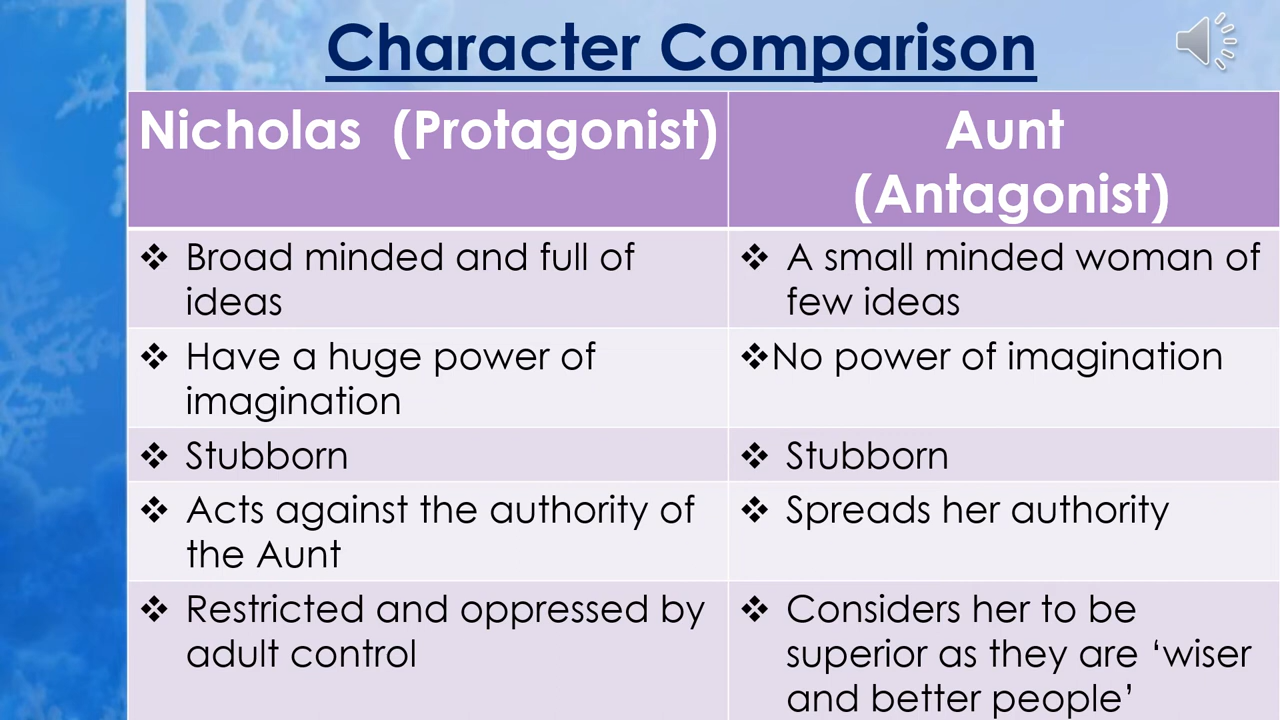 Character Comparison
Nicholas (Protagonist)
Aunt
(Antagonist)
❖ Broad minded and full of
ideas
❖ A small minded woman of
few ideas
❖ Have a huge power of
imagination
❖No power of imagination
❖ Stubborn
❖ Stubborn
❖ Acts against the authority of
the Aunt
❖ Spreads her authority
❖ Restricted and oppressed by
adult control
❖ Considers her to be
superior as they are ‘wiser
and better people’